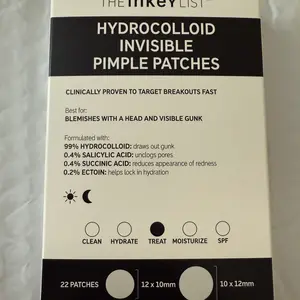 THE INKEY LIST
HYDROCOLLOID
INVISIBLE
PIMPLE PATCHES
CLINICALLY PROVEN TO TARGET BREAKOUTS FAST
Best for:
BLEMISHES WITH A HEAD AND VISIBLE GUNK
Formulated with:
99% HYDROCOLLOID: draws out gunk
0.4% SALICYLIC ACID: unclogs pores
0.4% SUCCINIC ACID: reduces appearance of redness
0.2% ECTOIN: helps lock in hydration
CLEAN HYDRATE TREAT MOISTURIZE SPF
22 PATCHES 12 x 10mm 10 x 12mm